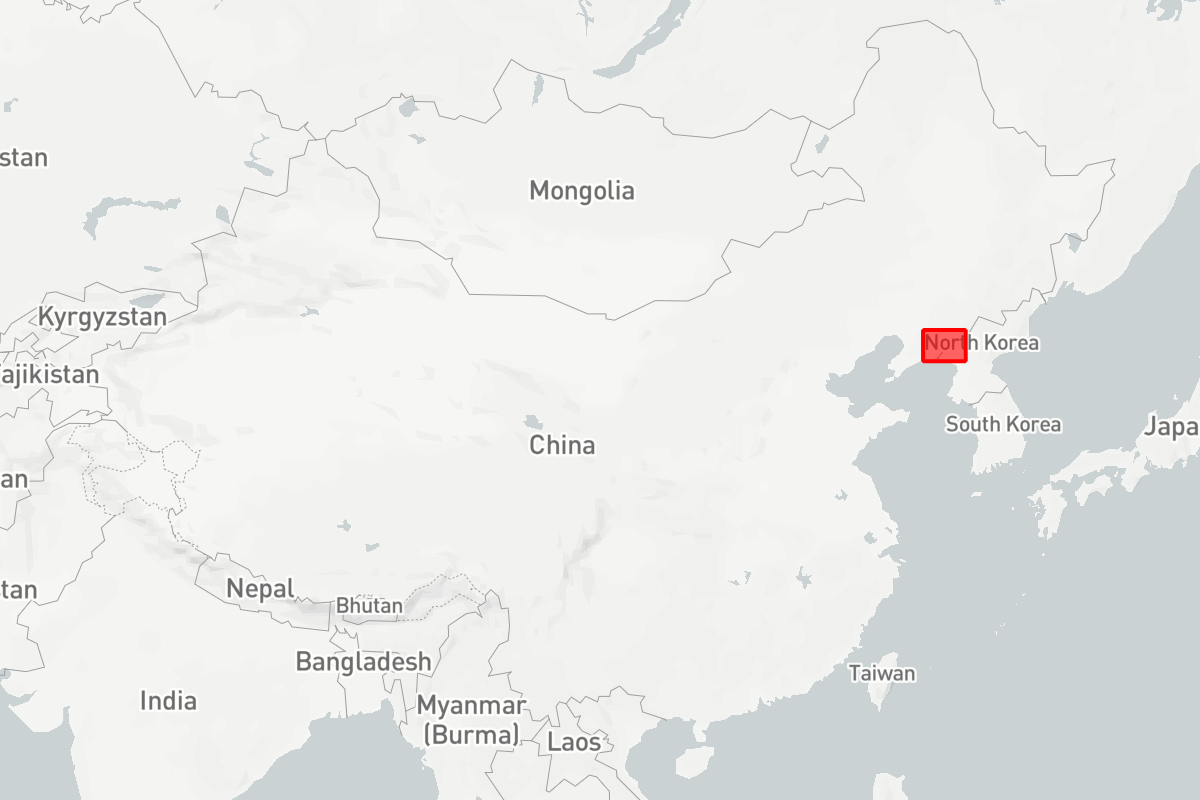 Mongolia
stan
Kyrgyzstan
North Korea
ajikistan
South Korea
Japa
China
an
stan
Nepal
Bhutan
Bangladesh
Taiwan
India
Myanmar
(Burma)
Laos